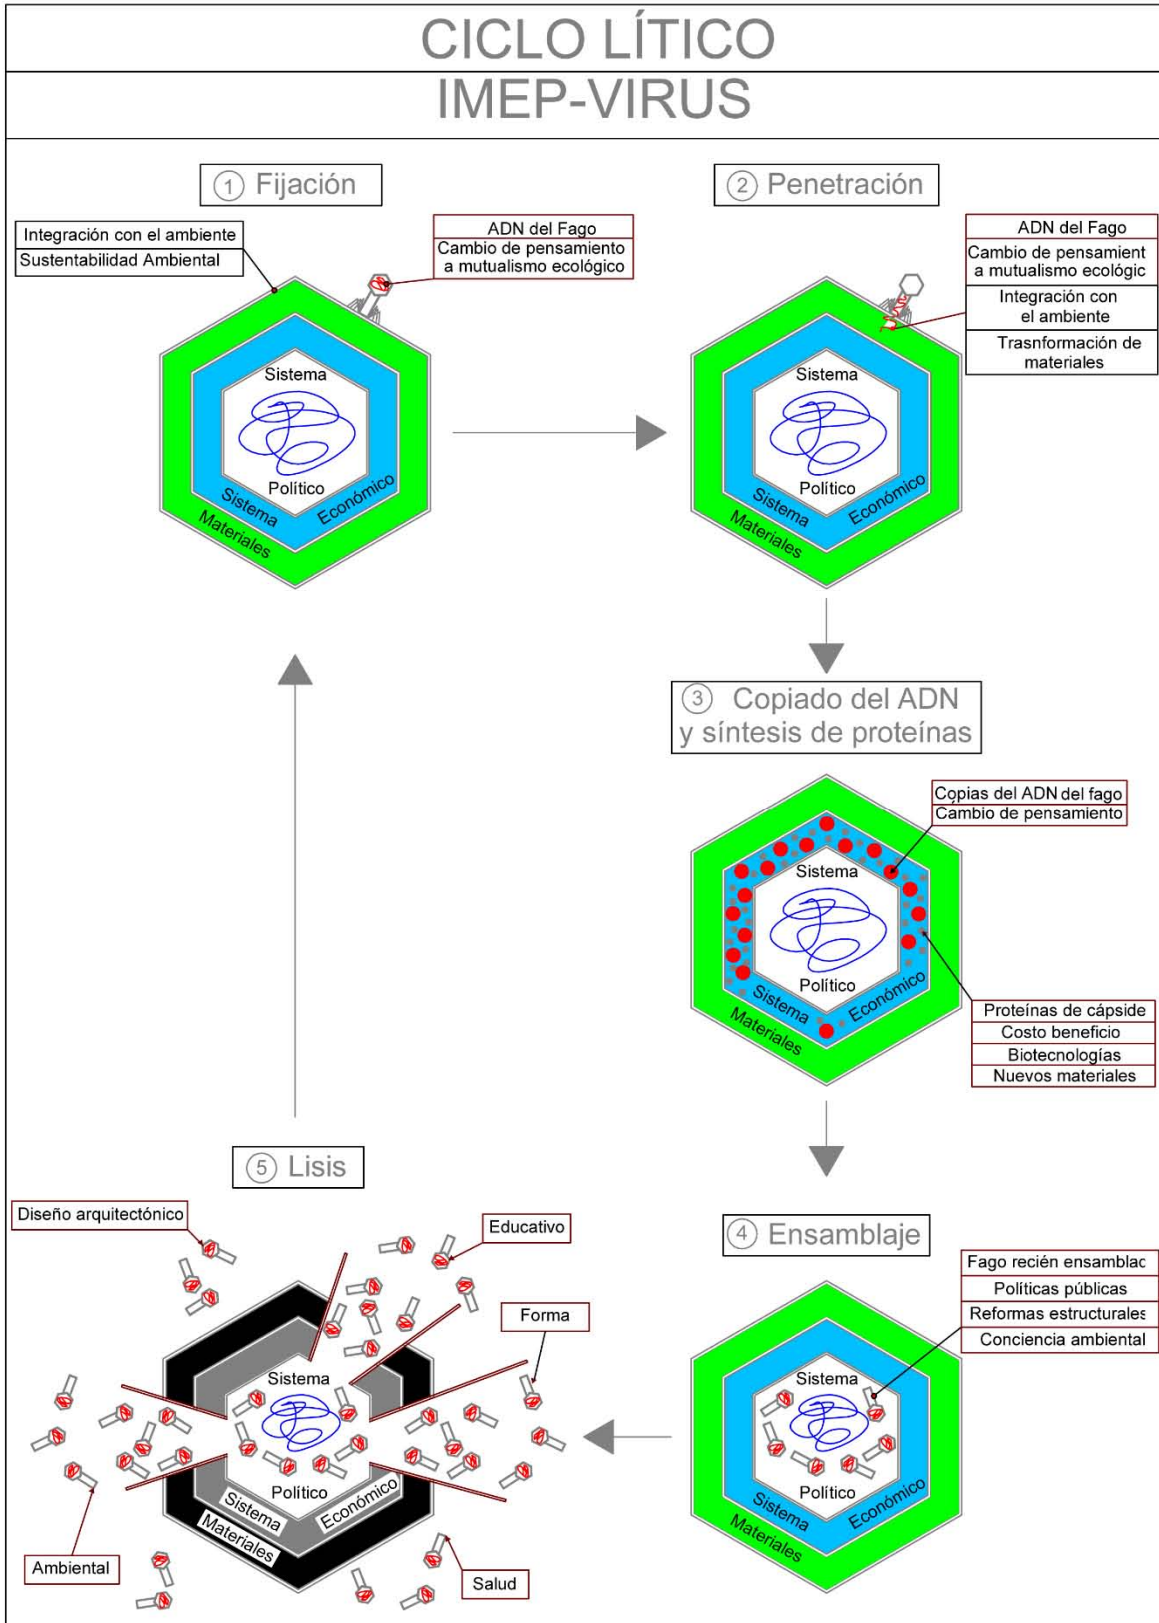 CICLO LÍTICO
IMEP-VIRUS
1 Fijación
2 Penetración
Integración con el ambiente
Sustentabilidad Ambiental
ADN del Fago
Cambio de pensamiento
a mutualismo ecológico
ADN del Fago
Cambio de pensamient
a mutualismo ecológic
Integración con
el ambiente
Trasnformación de
materiales
Sistema
Político
Sistema Económico
Materiales
Sistema
Político
Sistema Económico
Materiales
3 Copiado del ADN
y síntesis de proteínas
Copias del ADN del fago
Cambio de pensamiento
Sistema
Político
Sistema Económico
Materiales
Proteínas de cápside
Costo beneficio
Biotecnologías
Nuevos materiales
5 Lisis
4 Ensamblaje
Diseño arquitectónico
Educativo
Forma
Sistema
Político
Sistema Económico
Materiales
Ambiental
Salud
Fago recién ensamblac
Políticas públicas
Reformas estructurales
Conciencia ambiental
Sistema
Político
Sistema Económico
Materiales